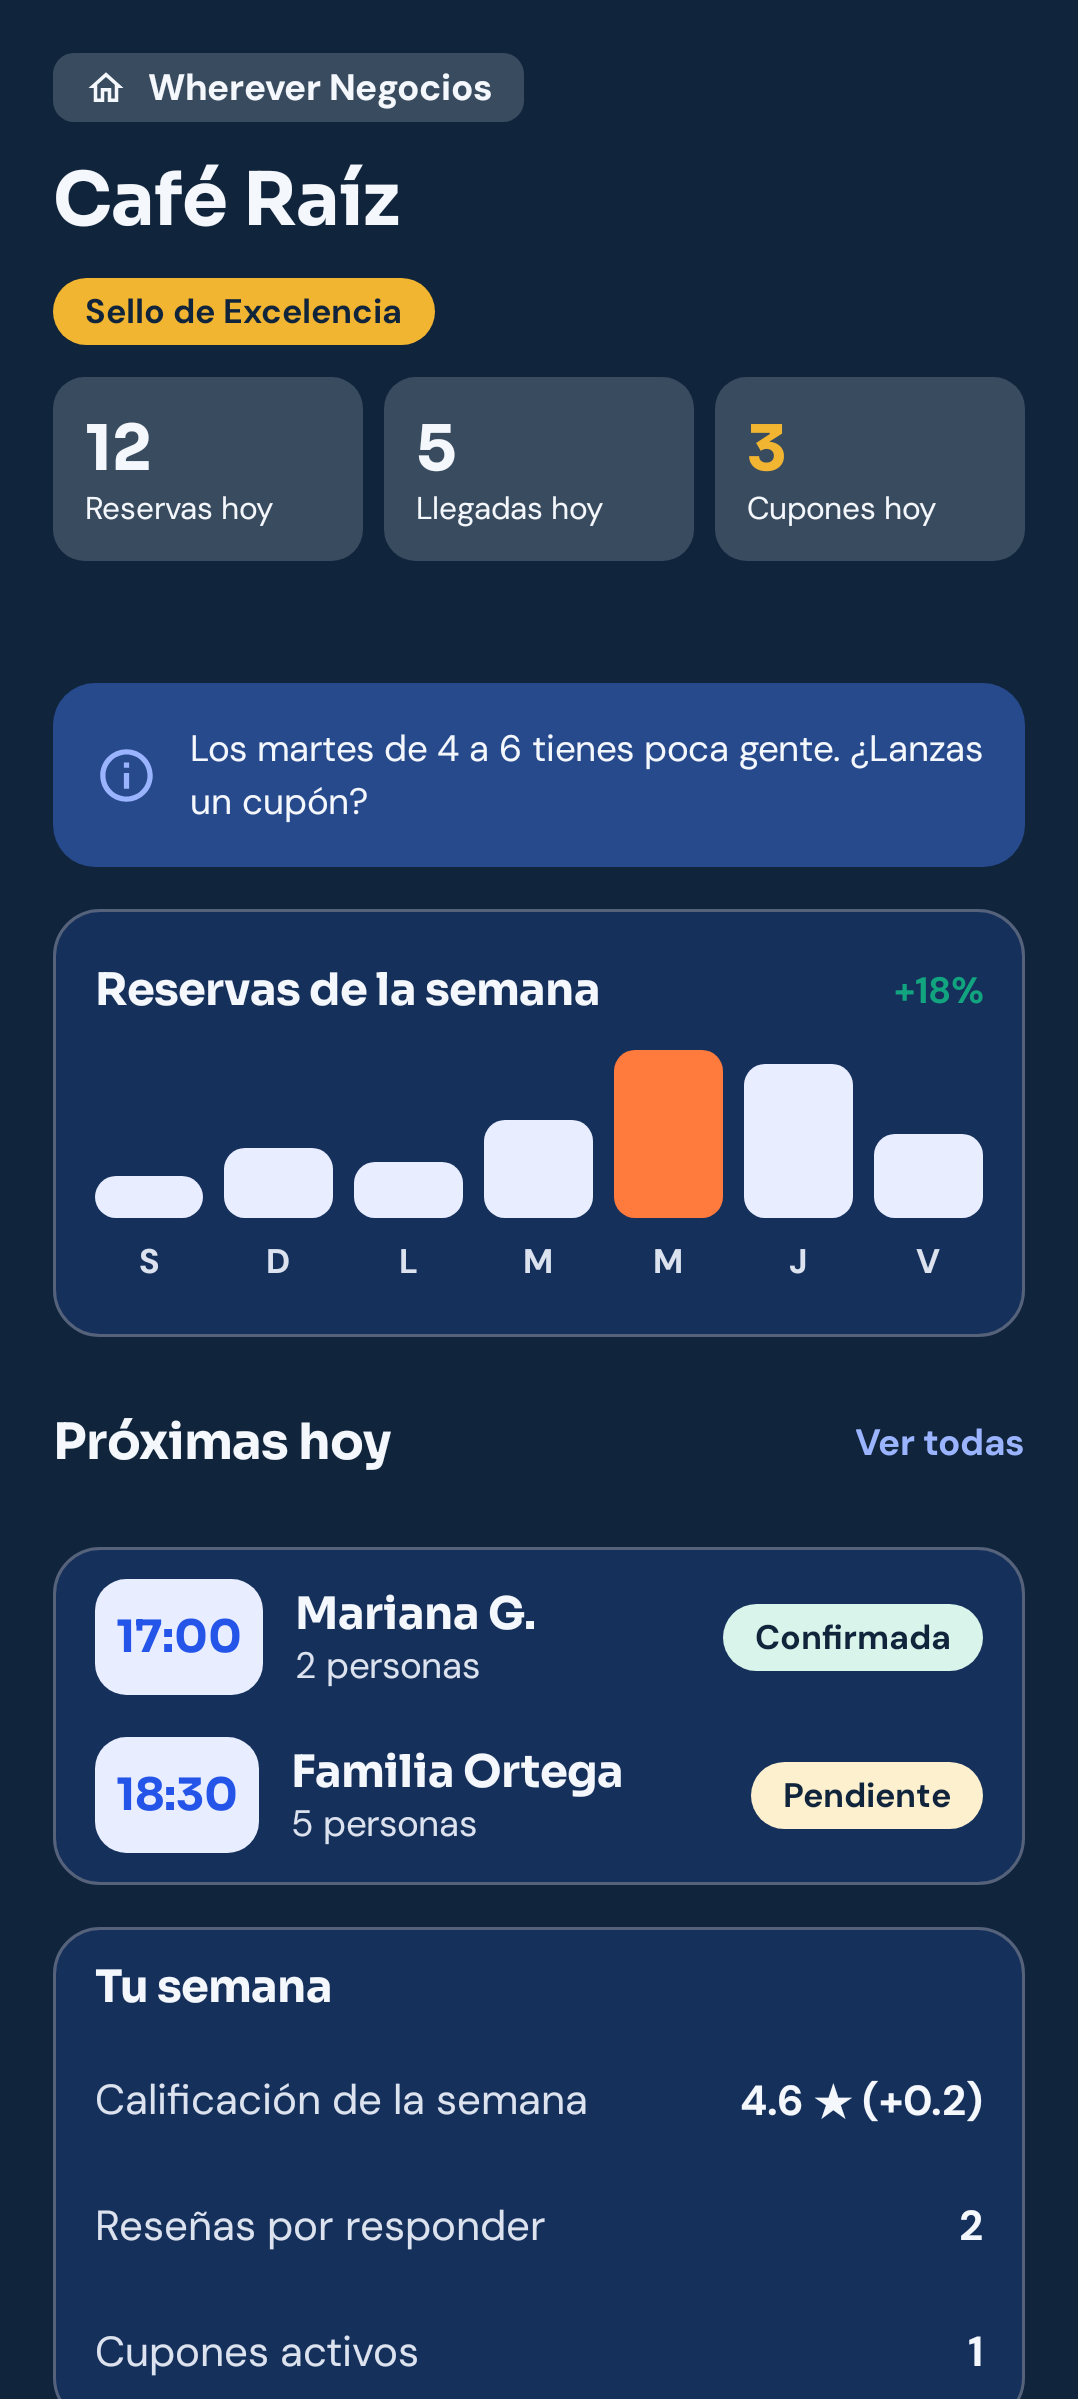 Wherever Negocios
Café Raíz
Sello de Excelencia
12
Reservas hoy
5
Llegadas hoy
3
Cupones hoy
Los martes de 4 a 6 tienes poca gente. ¿Lanzas
un cupón?
Reservas de la semana
+18%
S D L M M J V
Próximas hoy
Ver todas
17:00
Mariana G.
2 personas
Confirmada
18:30
Familia Ortega
5 personas
Pendiente
Tu semana
Calificación de la semana
4.6 ★ (+0.2)
Reseñas por responder
2
Cupones activos
1